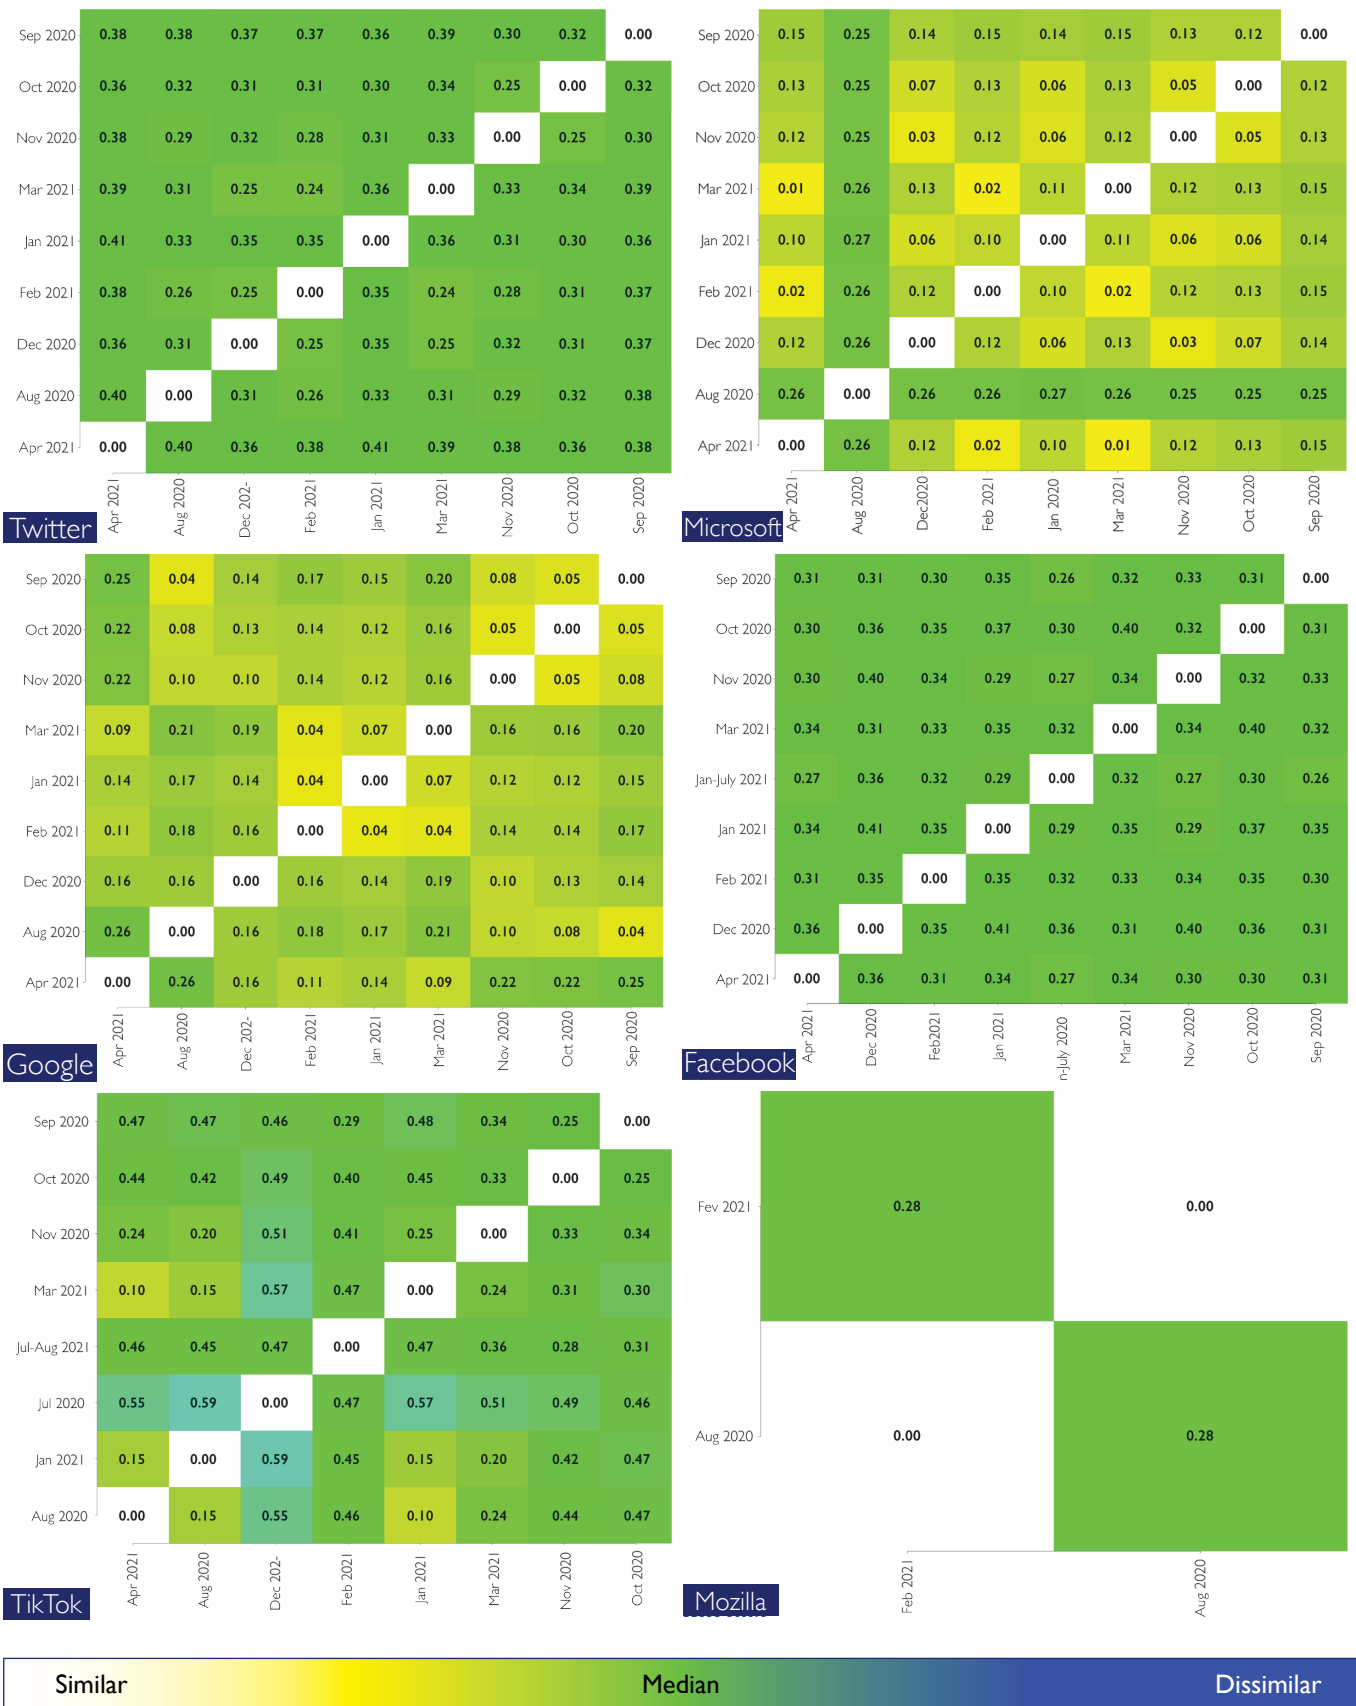 Sep 2020 0.38 0.38 0.37 0.37 0.36 0.39 0.30 0.32 0.00
Oct 2020 0.36 0.32 0.31 0.31 0.30 0.34 0.25 0.00 0.32
Nov 2020 0.38 0.29 0.32 0.28 0.31 0.33 0.00 0.25 0.30
Mar 2021 0.39 0.31 0.25 0.24 0.36 0.00 0.33 0.34 0.39
Jan 2021 0.41 0.33 0.35 0.35 0.00 0.36 0.31 0.30 0.36
Feb 2021 0.38 0.26 0.25 0.00 0.35 0.24 0.28 0.31 0.37
Dec 2020 0.36 0.31 0.00 0.25 0.35 0.25 0.32 0.31 0.37
Aug 2020 0.40 0.00 0.31 0.26 0.33 0.31 0.29 0.32 0.38
Apr 2021 0.00 0.40 0.36 0.38 0.41 0.39 0.38 0.36 0.38
Apr 2021 Aug 2020 Dec 202- Feb 2021 Jan 2021 Mar 2021 Nov 2020 Oct 2020 Sep 2020
Twitter
Sep 2020 0.15 0.25 0.14 0.15 0.14 0.15 0.13 0.12 0.00
Oct 2020 0.13 0.25 0.07 0.13 0.06 0.13 0.05 0.00 0.12
Nov 2020 0.12 0.25 0.03 0.12 0.06 0.12 0.00 0.05 0.13
Mar 2021 0.01 0.26 0.13 0.02 0.11 0.00 0.12 0.13 0.15
Jan 2021 0.10 0.27 0.06 0.10 0.00 0.11 0.06 0.06 0.14
Feb 2021 0.02 0.26 0.12 0.00 0.10 0.02 0.12 0.13 0.15
Dec 2020 0.12 0.26 0.00 0.12 0.06 0.13 0.03 0.07 0.14
Aug 2020 0.26 0.00 0.26 0.26 0.27 0.26 0.25 0.25 0.25
Apr 2021 0.00 0.26 0.12 0.02 0.10 0.01 0.12 0.13 0.15
Apr 2021 Aug 2020 Dec2020 Feb 2021 Jan 2020 Mar 2021 Nov 2020 Oct 2020 Sep 2020
Microsoft
Sep 2020 0.25 0.04 0.14 0.17 0.15 0.20 0.08 0.05 0.00
Oct 2020 0.22 0.08 0.13 0.14 0.12 0.16 0.05 0.00 0.05
Nov 2020 0.22 0.10 0.10 0.14 0.12 0.16 0.00 0.05 0.08
Mar 2021 0.09 0.21 0.19 0.04 0.07 0.00 0.16 0.16 0.20
Jan 2021 0.14 0.17 0.14 0.04 0.00 0.07 0.12 0.12 0.15
Feb 2021 0.11 0.18 0.16 0.00 0.04 0.04 0.14 0.14 0.17
Dec 2020 0.16 0.16 0.00 0.16 0.14 0.19 0.10 0.13 0.14
Aug 2020 0.26 0.00 0.16 0.18 0.17 0.21 0.10 0.08 0.04
Apr 2021 0.00 0.26 0.16 0.11 0.14 0.09 0.22 0.22 0.25
Apr 2021 Aug 2020 Dec 202- Feb 2021 Jan 2021 Mar 2021 Nov 2020 Oct 2020 Sep 2020
Google
Sep 2020 0.31 0.31 0.30 0.35 0.26 0.32 0.33 0.31 0.00
Oct 2020 0.30 0.36 0.35 0.37 0.30 0.40 0.32 0.00 0.31
Nov 2020 0.30 0.40 0.34 0.29 0.27 0.34 0.00 0.32 0.33
Mar 2021 0.34 0.31 0.33 0.35 0.32 0.00 0.34 0.40 0.32
Jan-July 2021 0.27 0.36 0.32 0.29 0.00 0.32 0.27 0.30 0.26
Jan 2021 0.34 0.41 0.35 0.00 0.29 0.35 0.29 0.37 0.35
Feb 2021 0.31 0.35 0.00 0.35 0.32 0.33 0.34 0.35 0.30
Dec 2020 0.36 0.00 0.35 0.41 0.36 0.31 0.40 0.36 0.31
Apr 2021 0.00 0.36 0.31 0.34 0.27 0.34 0.30 0.30 0.31
Apr 2021 Dec 2020 Feb2021 Jan 2021 n-July 2020 Mar 2021 Nov 2020 Oct 2020 Sep 2020
Facebook
Sep 2020 0.47 0.47 0.46 0.29 0.48 0.34 0.25 0.00
Oct 2020 0.44 0.42 0.49 0.40 0.45 0.33 0.00 0.25
Nov 2020 0.24 0.20 0.51 0.41 0.25 0.00 0.33 0.34
Mar 2021 0.10 0.15 0.57 0.47 0.00 0.24 0.31 0.30
Jul-Aug 2021 0.46 0.45 0.47 0.00 0.47 0.36 0.28 0.31
Jul 2020 0.55 0.59 0.00 0.47 0.57 0.51 0.49 0.46
Jan 2021 0.15 0.00 0.59 0.45 0.15 0.20 0.42 0.47
Aug 2020 0.00 0.15 0.55 0.46 0.10 0.24 0.44 0.47
Apr 2021 Aug 2020 Dec 202- Feb 2021 Jan 2021 Mar 2021 Nov 2020 Oct 2020
TikTok
Fev 2021 0.28 0.00
Aug 2020 0.00 0.28
Feb 2021 Aug 2020
Mozilla
Similar Median Dissimilar